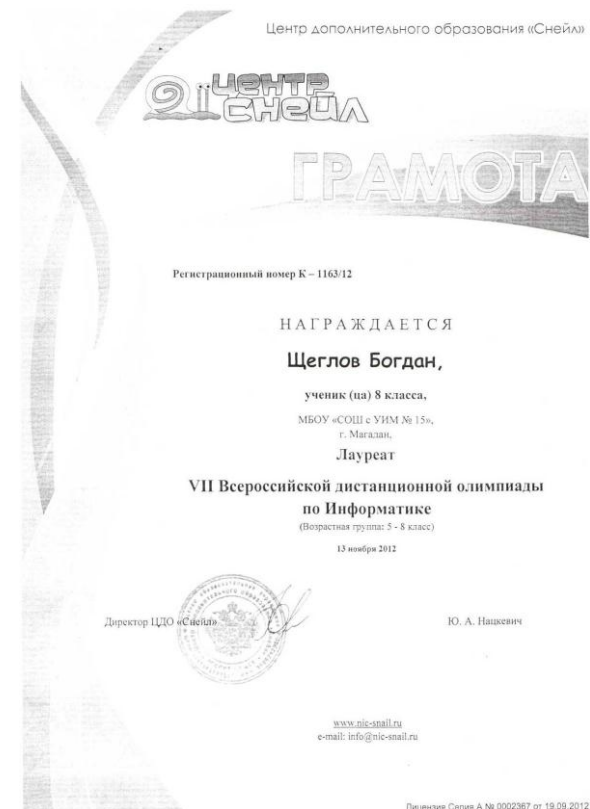 Центр дополнительного образования «Снейл»
ЦЕНТР
СНЕЙЛ
ГРАМОТА
Регистрационный номер К – 1163/12
НАГРАЖДАЕТСЯ
Щеглов Богдан,
ученик (ца) 8 класса,
МБОУ «СОШ с УИМ № 15»,
г. Магадан,
Лауреат
VII Всероссийской дистанционной олимпиады
по Информатике
(Возрастная группа: 5 - 8 класс)
13 ноября 2012
Директор ЦДО «Снейл»
Ю. А. Нацкевич
www.nic-snail.ru
e-mail: info@nic-snail.ru
Лицензия Серия А № 0002367 от 19.09.2012